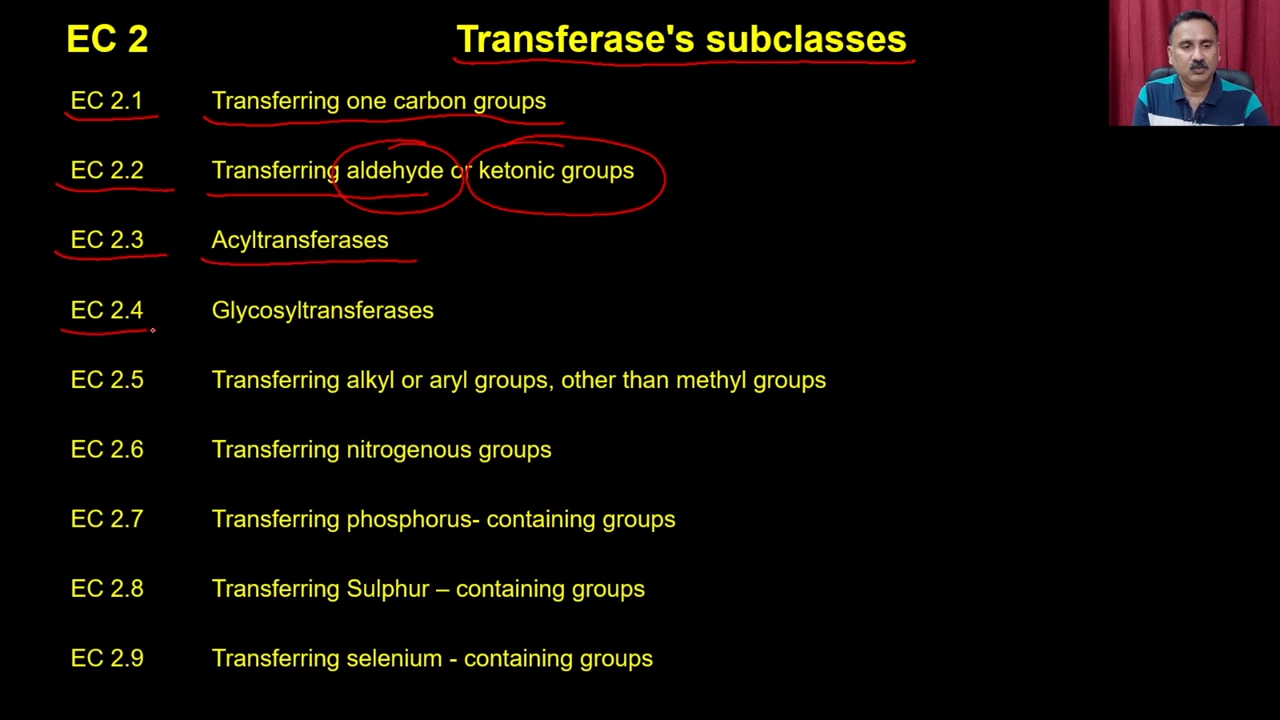 EC 2 Transferase's subclasses
EC 2.1 Transferring one carbon groups
EC 2.2 Transferring aldehyde or ketonic groups
EC 2.3 Acyltransferases
EC 2.4 Glycosyltransferases
EC 2.5 Transferring alkyl or aryl groups, other than methyl groups
EC 2.6 Transferring nitrogenous groups
EC 2.7 Transferring phosphorus- containing groups
EC 2.8 Transferring Sulphur – containing groups
EC 2.9 Transferring selenium - containing groups